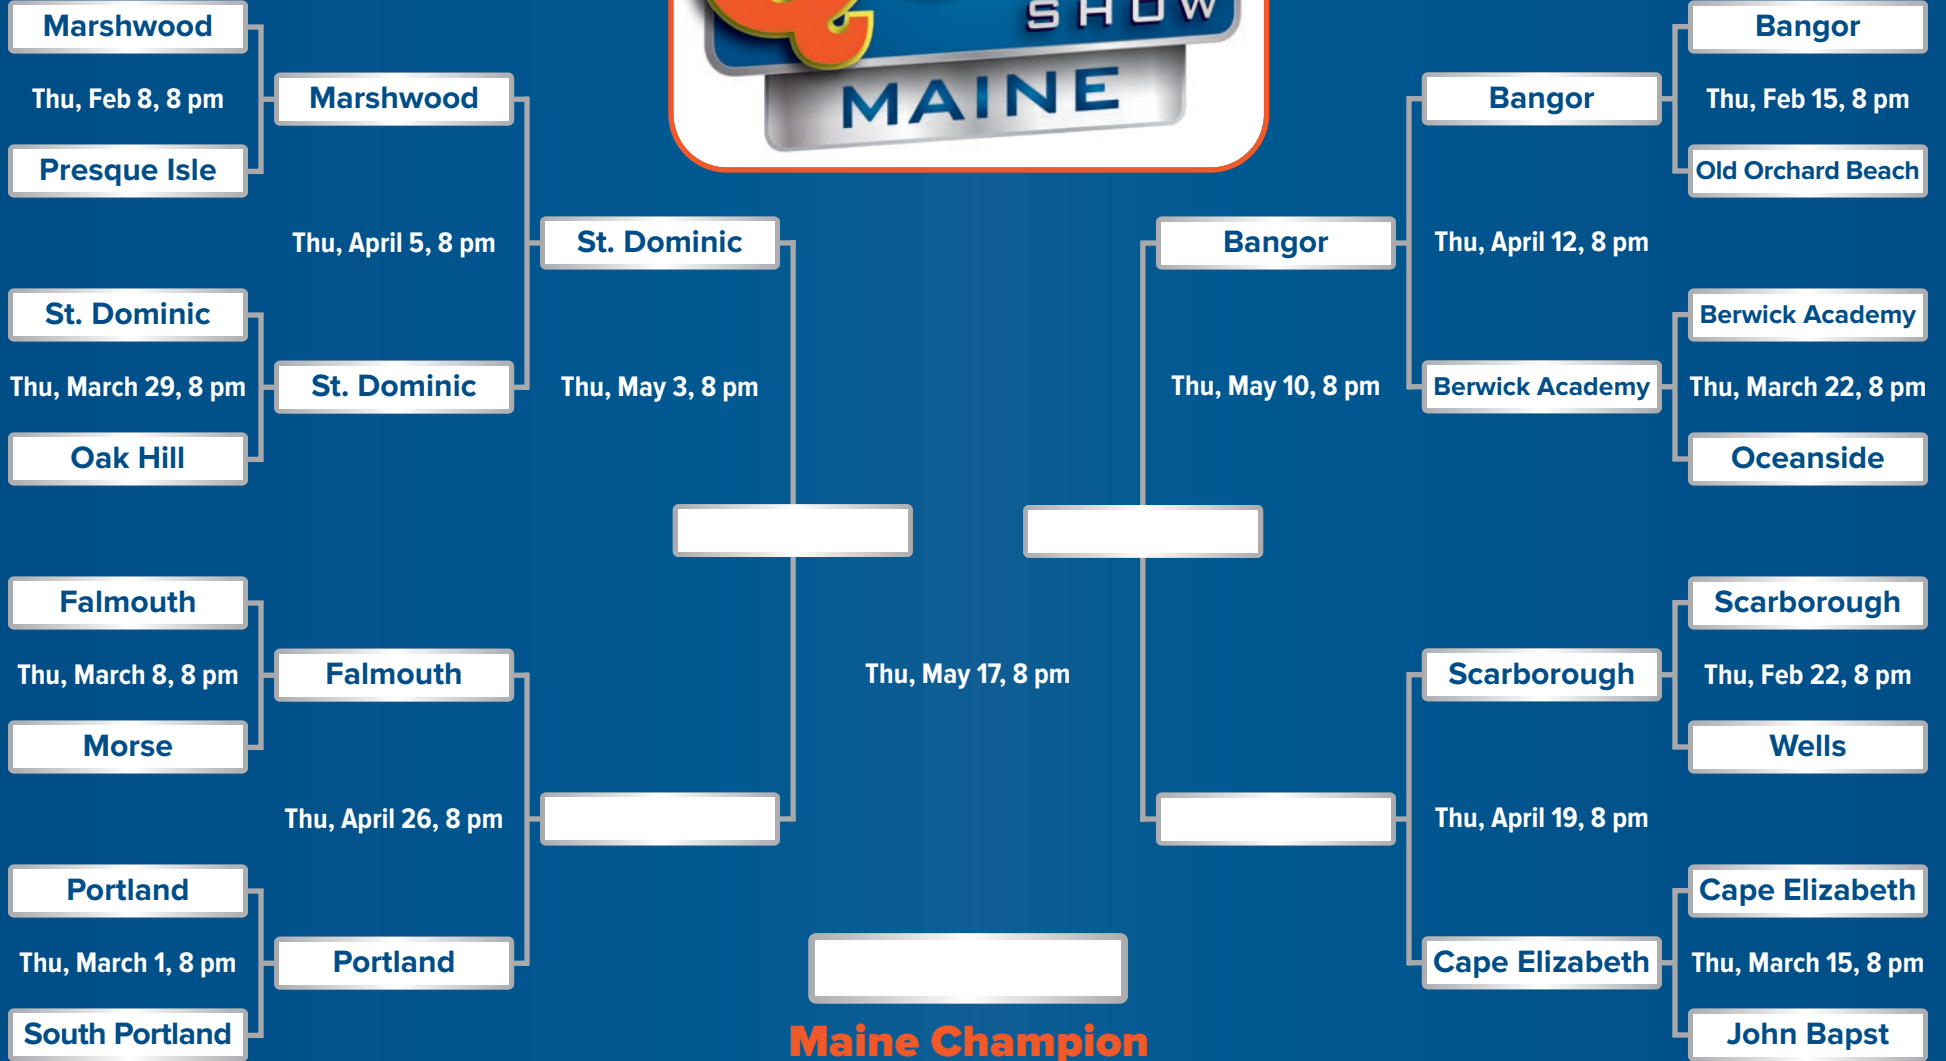 SHOW
MAINE
Marshwood
Thu, Feb 8, 8 pm
Presque Isle
Marshwood
Thu, April 5, 8 pm
St. Dominic
Thu, March 29, 8 pm
Oak Hill
St. Dominic
St. Dominic
Thu, May 3, 8 pm
Falmouth
Thu, March 8, 8 pm
Morse
Falmouth
Thu, April 26, 8 pm
Portland
Thu, March 1, 8 pm
South Portland
Portland
Thu, May 17, 8 pm
Maine Champion
Bangor
Thu, May 10, 8 pm
Bangor
Thu, April 12, 8 pm
Berwick Academy
Bangor
Thu, Feb 15, 8 pm
Old Orchard Beach
Berwick Academy
Thu, March 22, 8 pm
Oceanside
Scarborough
Thu, April 19, 8 pm
Cape Elizabeth
Scarborough
Thu, Feb 22, 8 pm
Wells
Cape Elizabeth
Thu, March 15, 8 pm
John Bapst